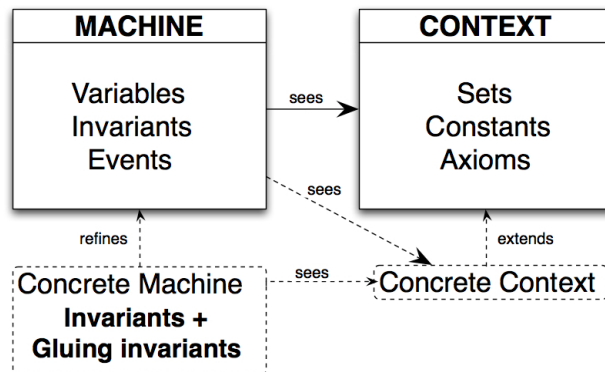 MACHINE
Variables
Invariants
Events
sees
CONTEXT
Sets
Constants
Axioms
sees
refines
extends
Concrete Machine
Invariants +
Gluing invariants
sees
Concrete Context